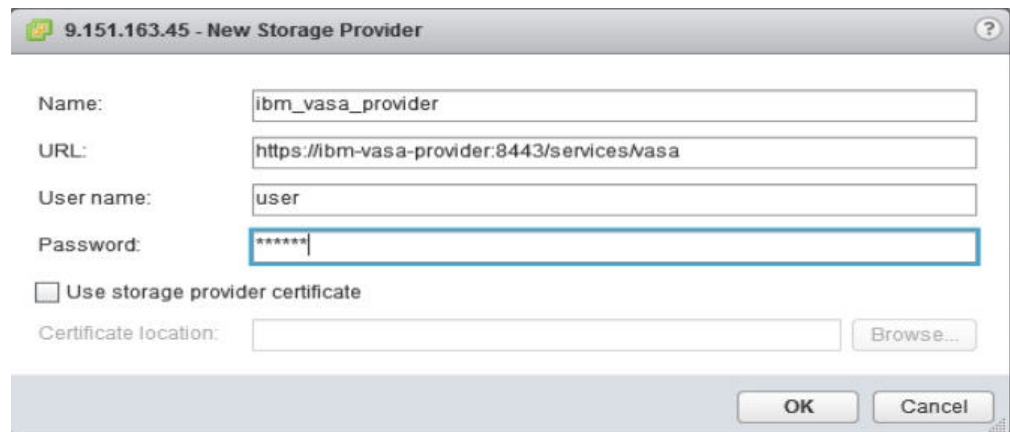 9.151.163.45 - New Storage Provider ?
Name: ibm_vasa_provider
URL: https://ibm-vasa-provider:8443/services/vasa
User name: user
Password: ******
Use storage provider certificate
Certificate location: Browse...
OK Cancel